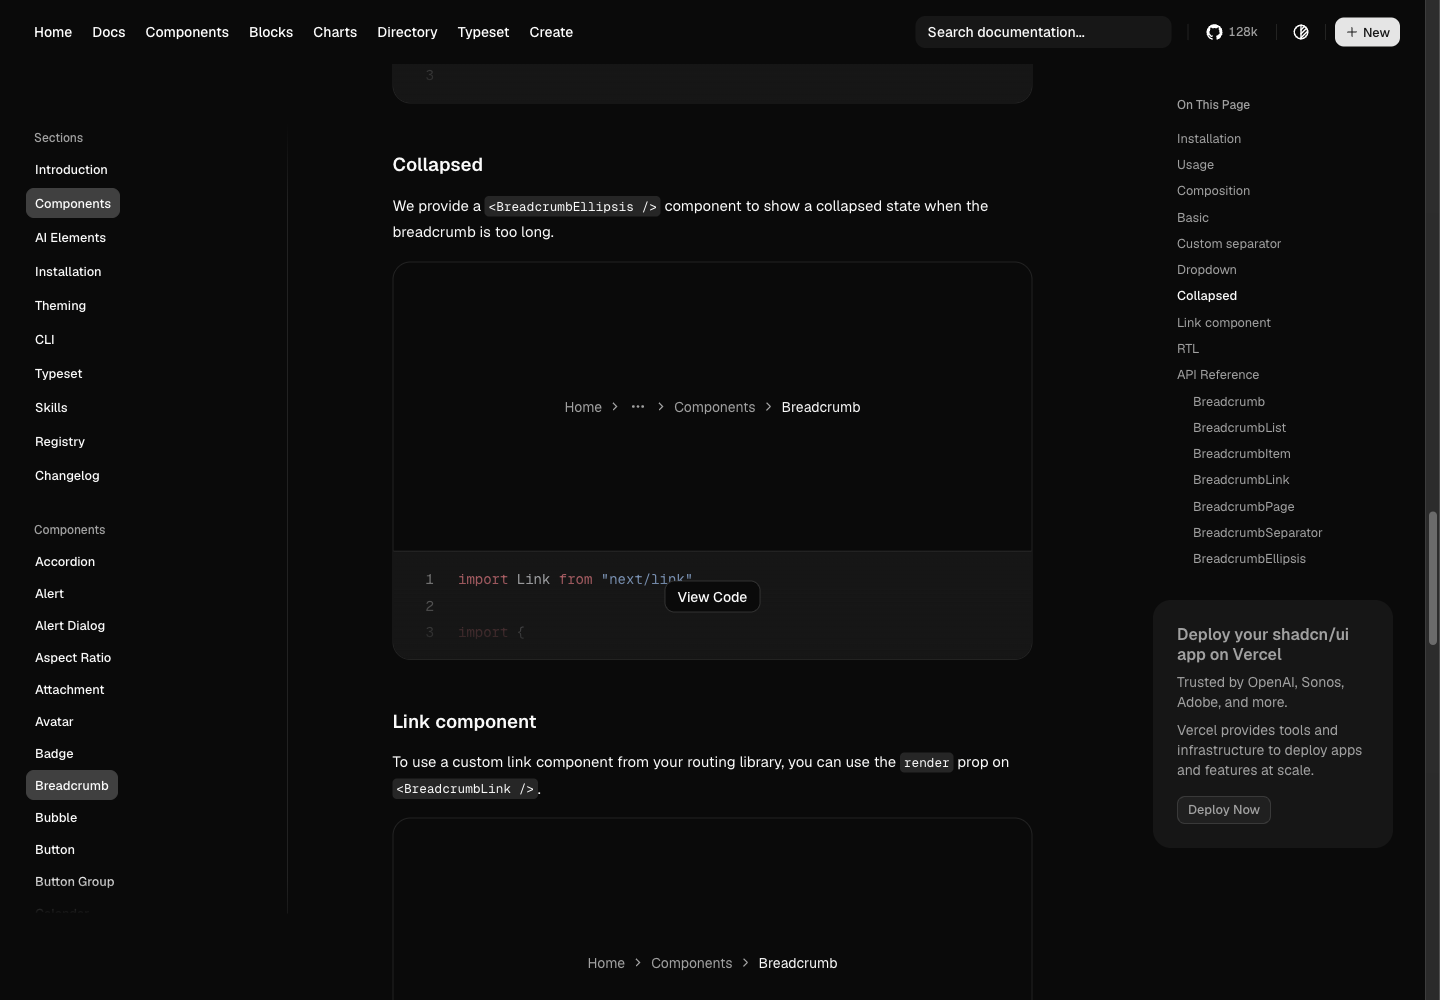 Home Docs Components Blocks Charts Directory Typeset Create
Search documentation...
128k
New
Sections
Introduction
Components
AI Elements
Installation
Theming
CLI
Typeset
Skills
Registry
Changelog
Components
Accordion
Alert
Alert Dialog
Aspect Ratio
Attachment
Avatar
Badge
Breadcrumb
Bubble
Button
Button Group
Calendar
3
Collapsed
We provide a <BreadcrumbEllipsis /> component to show a collapsed state when the
breadcrumb is too long.
Home > ··· > Components > Breadcrumb
1 import Link from "next/link"
2
3 import {
View Code
Link component
To use a custom link component from your routing library, you can use the render prop on
<BreadcrumbLink />.
Home > Components > Breadcrumb
On This Page
Installation
Usage
Composition
Basic
Custom separator
Dropdown
Collapsed
Link component
RTL
API Reference
Breadcrumb
BreadcrumbList
BreadcrumbItem
BreadcrumbLink
BreadcrumbPage
BreadcrumbSeparator
BreadcrumbEllipsis
Deploy your shadcn/ui
app on Vercel
Trusted by OpenAI, Sonos,
Adobe, and more.
Vercel provides tools and
infrastructure to deploy apps
and features at scale.
Deploy Now